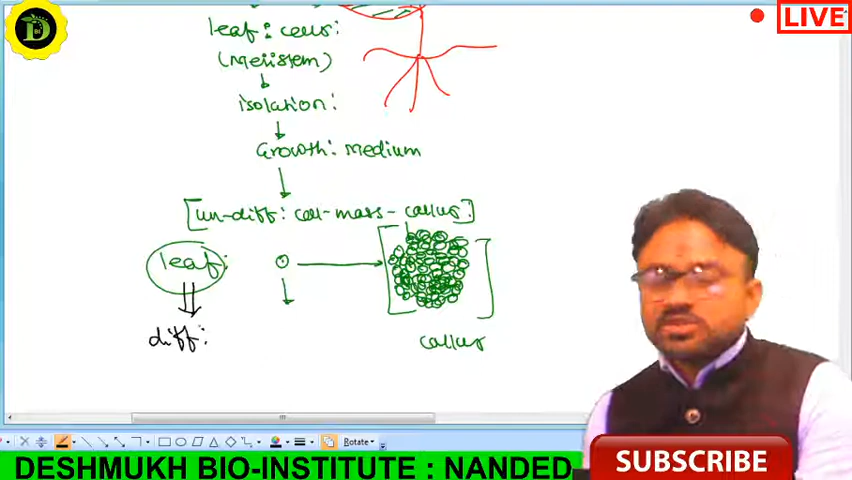 LIVE
D
leaf: cells:
(Meristem)
isolation:
Growth: Medium
[un-diff: cell-mass-callus:]
leaf:
diff:
callus
Rotate
DESHMUKH BIO-INSTITUTE : NANDED
SUBSCRIBE